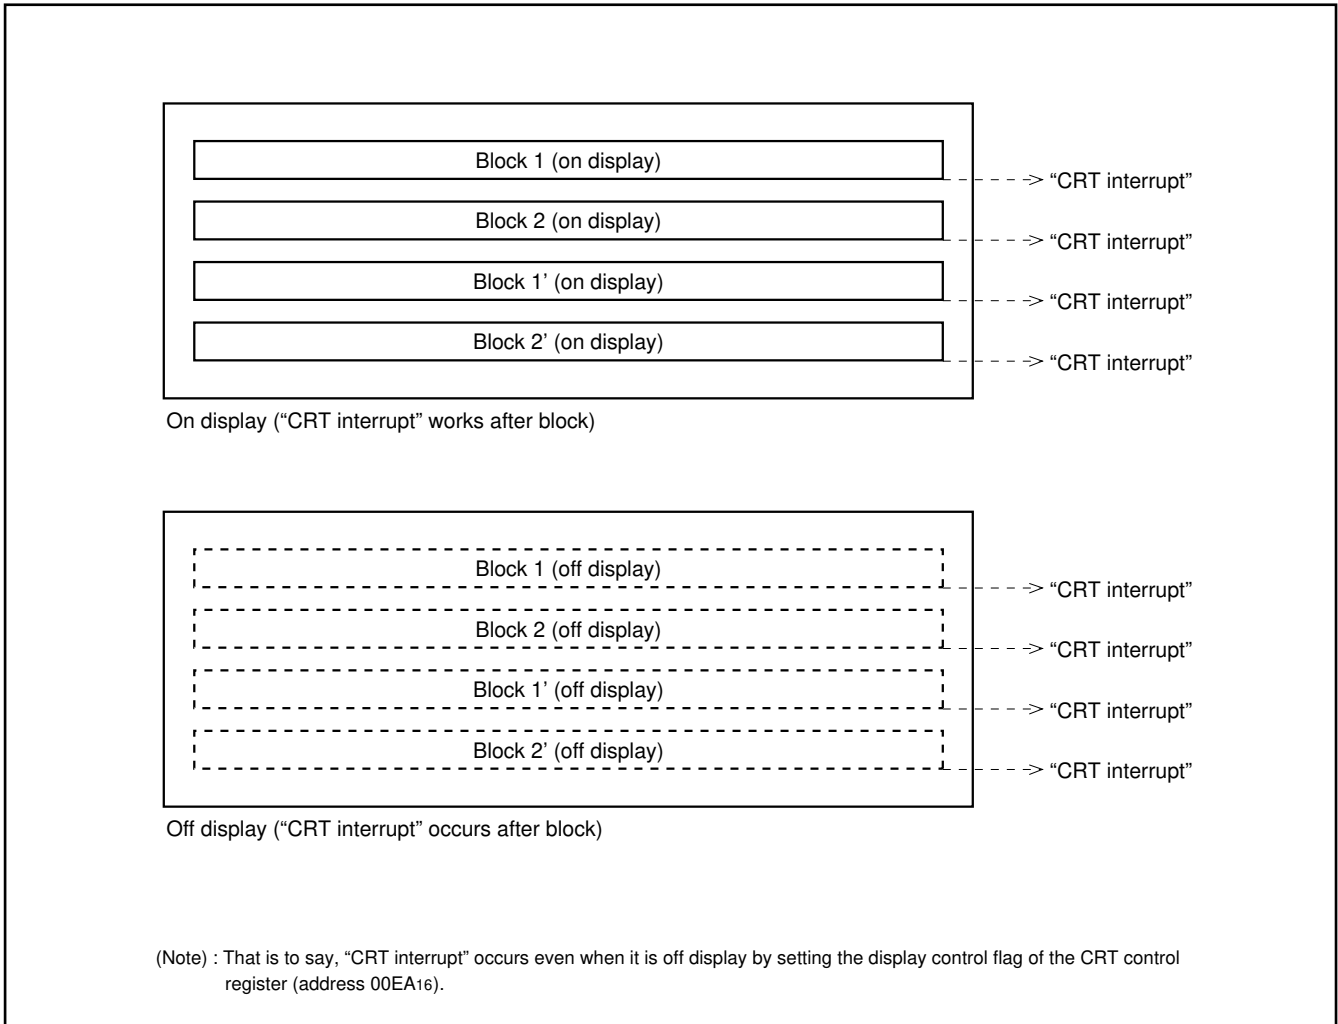 Block 1 (on display)
“CRT interrupt”
Block 2 (on display)
“CRT interrupt”
Block 1’ (on display)
“CRT interrupt”
Block 2’ (on display)
“CRT interrupt”
On display (“CRT interrupt” works after block)
Block 1 (off display)
“CRT interrupt”
Block 2 (off display)
“CRT interrupt”
Block 1’ (off display)
“CRT interrupt”
Block 2’ (off display)
“CRT interrupt”
Off display (“CRT interrupt” occurs after block)
(Note) : That is to say, “CRT interrupt” occurs even when it is off display by setting the display control flag of the CRT control
register (address 00EA16).